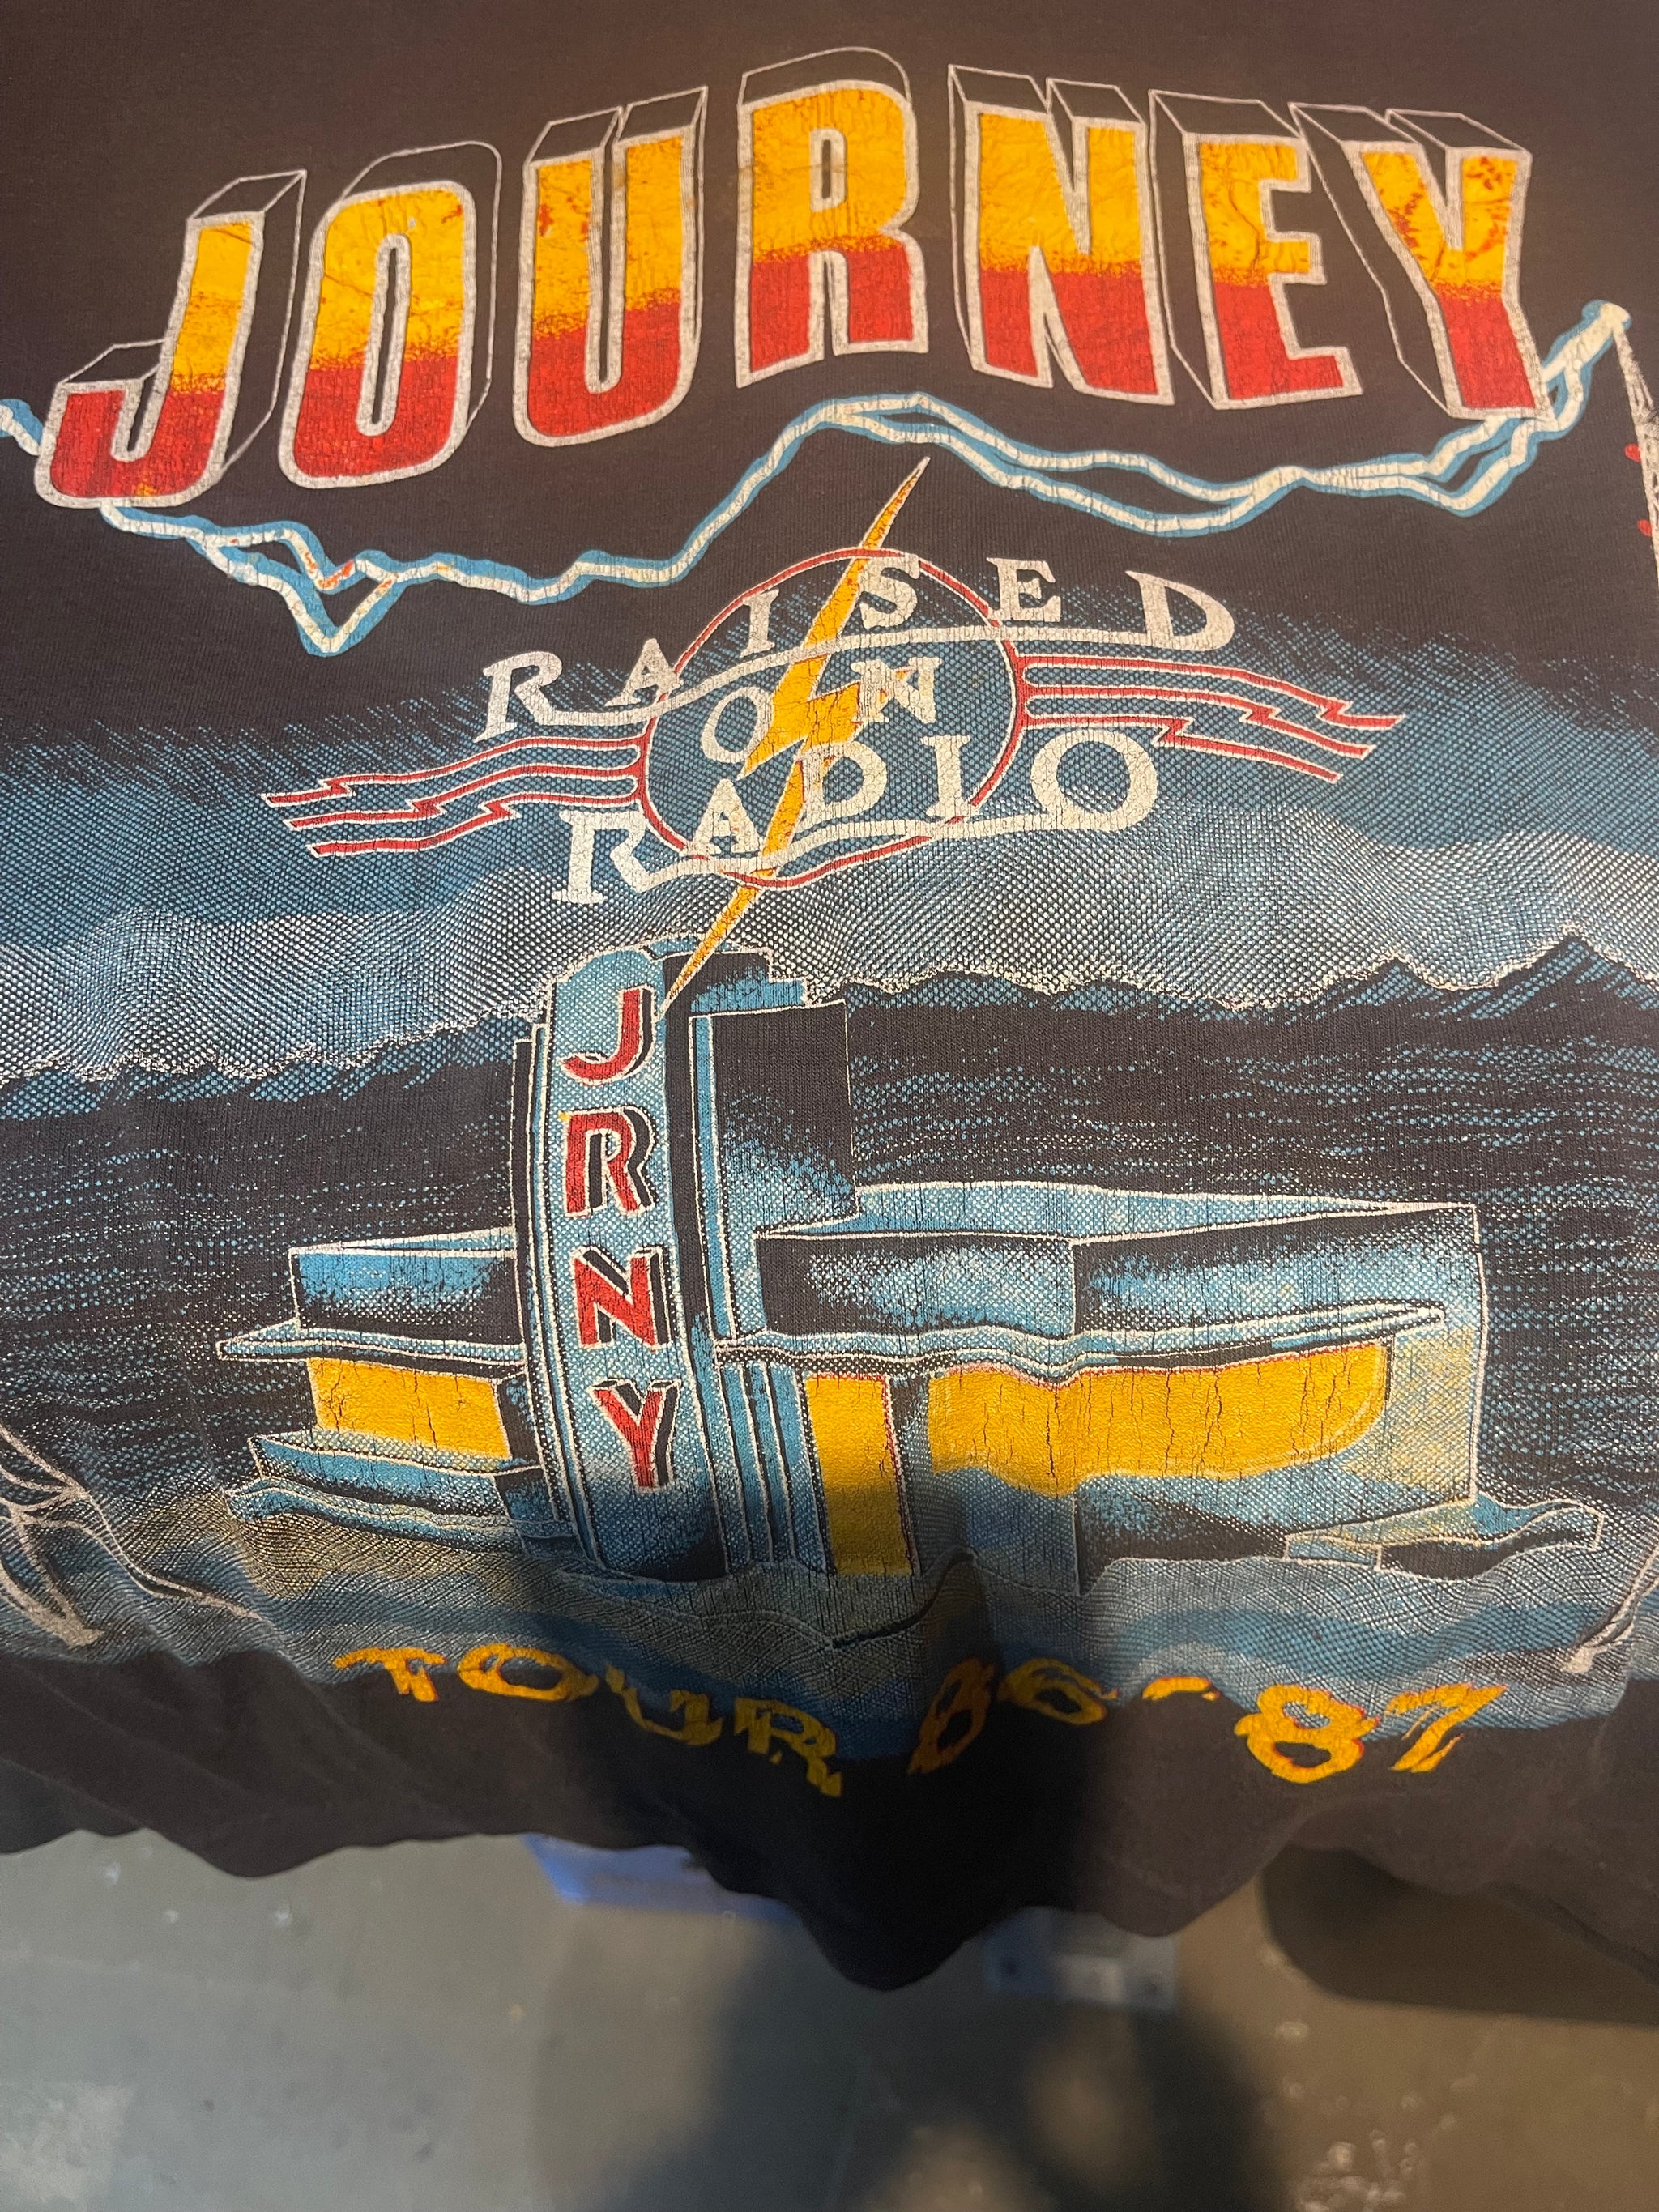 JOURNEY
RAISED
ON
RADIO
JRNY
TOUR 86-87